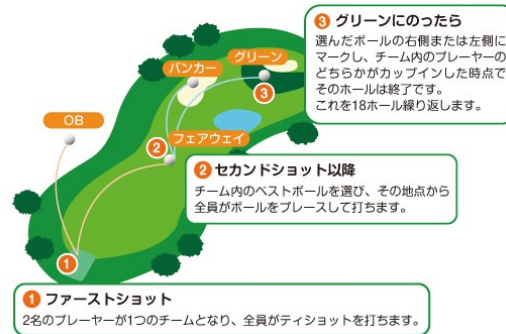 3 グリーンにのったら
選んだボールの右側または左側に
マークし、チーム内のプレーヤーの
どちらかがカップインした時点で
そのホールは終了です。
これを18ホール繰り返します。
グリーン
バンカー
3
OB
フェアウェイ
2
2 セカンドショット以降
チーム内のベストボールを選び、その地点から
全員がボールをプレースして打ちます。
1
1 ファーストショット
2名のプレーヤーが1つのチームとなり、全員がティショットを打ちます。